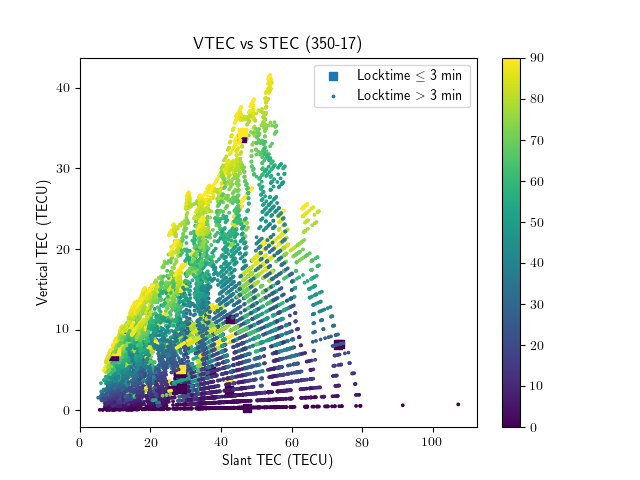 VTEC vs STEC (350-17)
Locktime ≤ 3 min
Locktime > 3 min
Vertical TEC (TECU)
40
30
20
10
0
0 20 40 60 80 100
Slant TEC (TECU)
90
80
70
60
50
40
30
20
10
0